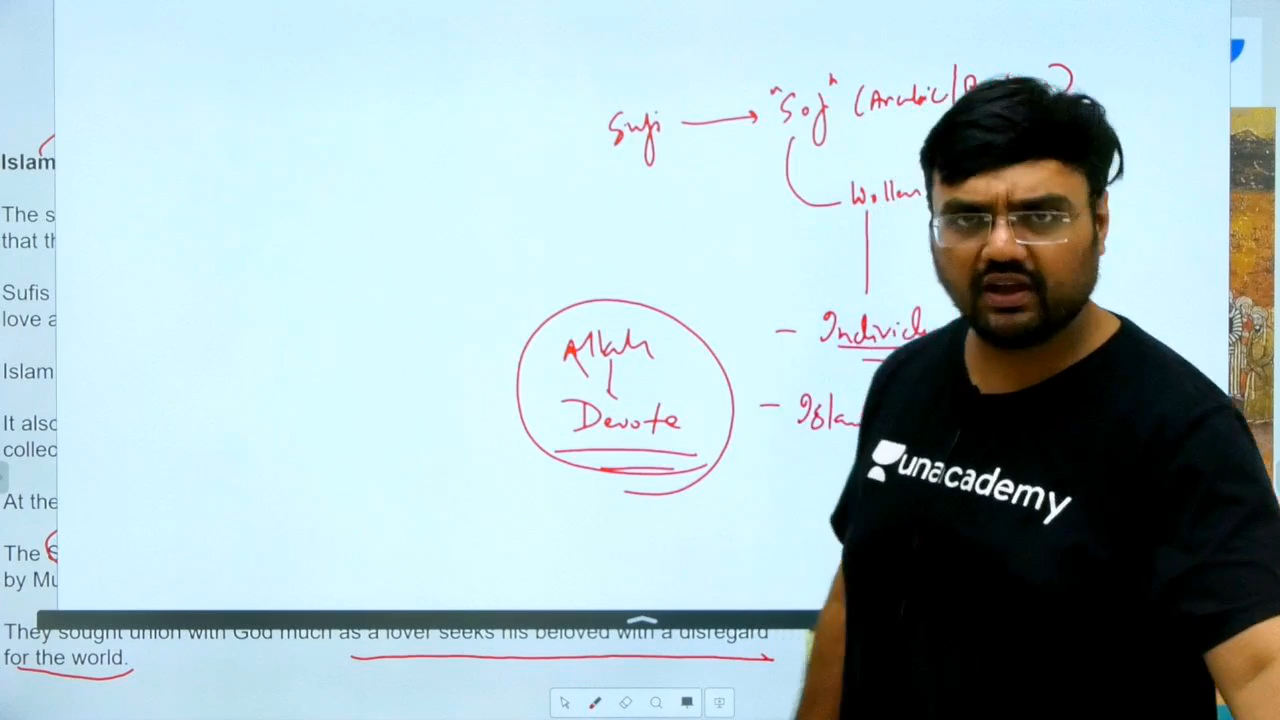 Sufi → "Sof" (Arabic/
Wollen
- Individ
- Islam
Allah
Devote
Islam
The s
that th
Sufis
love a
Islam
It also
collec
At the
The S
by Mu
They sought union with God much as a lover seeks his beloved with a disregard
for the world.
unacademy